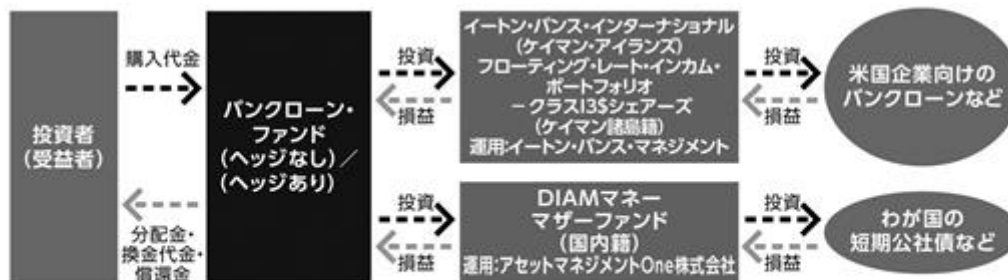 投資者
(受益者)
購入代金
分配金・
換金代金・
償還金
バンクローン・
ファンド
(ヘッジなし)/
(ヘッジあり)
投資
損益
イートン・バンス・インターナショナル
(ケイマン・アイランズ)
フローティング・レート・インカム・
ポートフォリオ
－クラスI3$シェアーズ
(ケイマン諸島籍)
運用:イートン・バンス・マネジメント
投資
損益
米国企業向けの
バンクローンなど
投資
損益
DIAMマネー
マザーファンド
(国内籍)
運用:アセットマネジメントOne株式会社
投資
損益
わが国の
短期公社債など